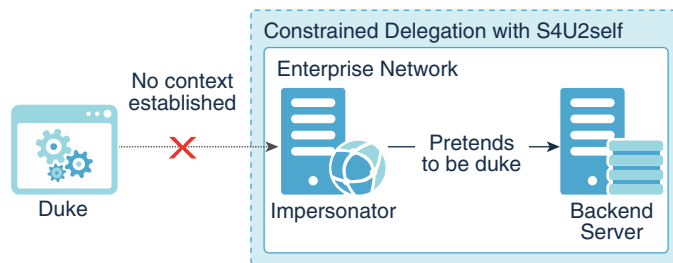 Constrained Delegation with S4U2self
Enterprise Network
No context
established
Pretends
to be duke
Duke
Impersonator
Backend
Server